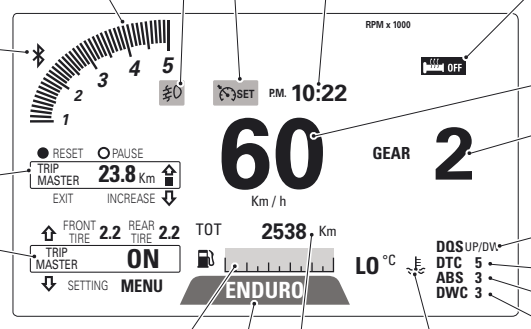 RPM x 1000
1 2 3 4 5
OFF
SET P.M. 10:22
60
Km / h
GEAR 2
RESET PAUSE
TRIP MASTER 23.8 Km
EXIT INCREASE
FRONT TIRE 2.2 REAR TIRE 2.2
TRIP MASTER ON
SETTING MENU
TOT 2538 Km
LO °C
ENDURO
DQS UP/DW
DTC 5
ABS 3
DWC 3